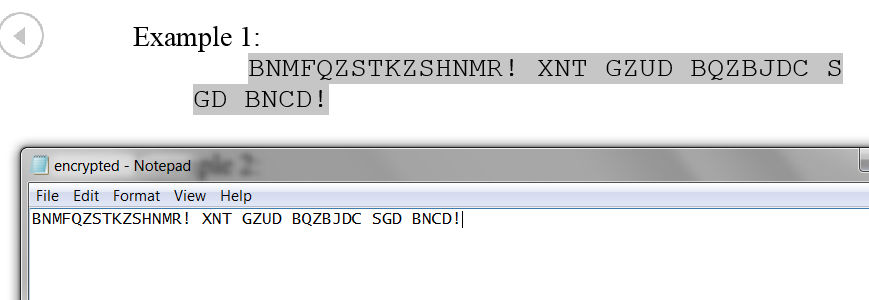 Example 1:
BNMFQZSTKZSHNMR! XNT GZUD BQZBJDC S
GD BNCD!
encrypted - Notepad
File Edit Format View Help
BNMFQZSTKZSHNMR! XNT GZUD BQZBJDC SGD BNCD!